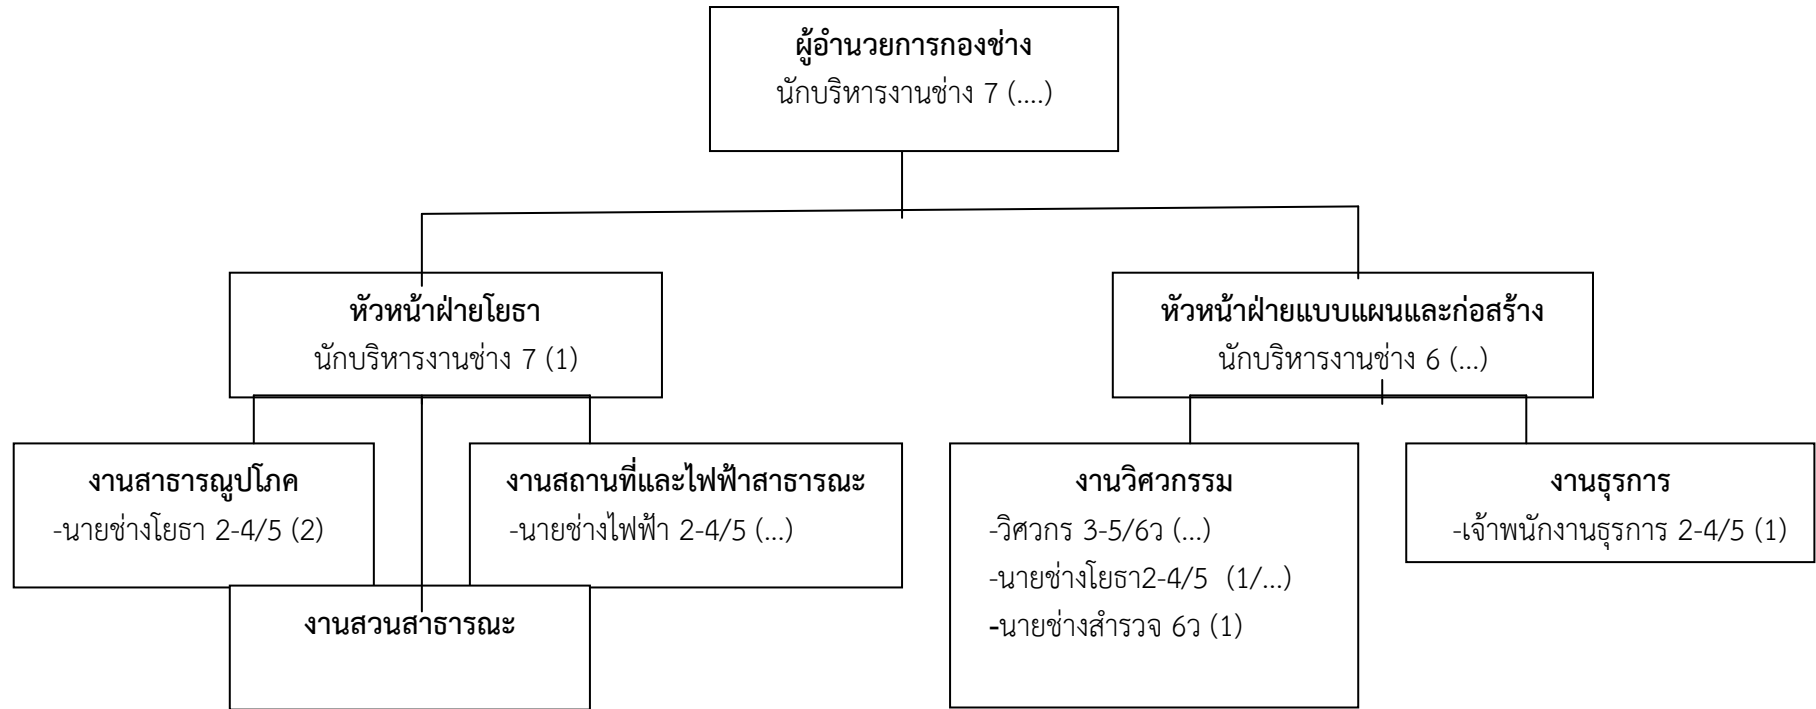 ผู้อำนวยการกองช่าง
นักบริหารงานช่าง 7 (....)
หัวหน้าฝ่ายโยธา
นักบริหารงานช่าง 7 (1)
หัวหน้าฝ่ายแบบแผนและก่อสร้าง
นักบริหารงานช่าง 6 (...)
งานสาธารณูปโภค
-นายช่างโยธา 2-4/5 (2)
งานสถานที่และไฟฟ้าสาธารณะ
-นายช่างไฟฟ้า 2-4/5 (...)
งานสวนสาธารณะ
งานวิศวกรรม
-วิศวกร 3-5/6ว (...)
-นายช่างโยธา2-4/5 (1/...)
-นายช่างสำรวจ 6ว (1)
งานธุรการ
-เจ้าพนักงานธุรการ 2-4/5 (1)